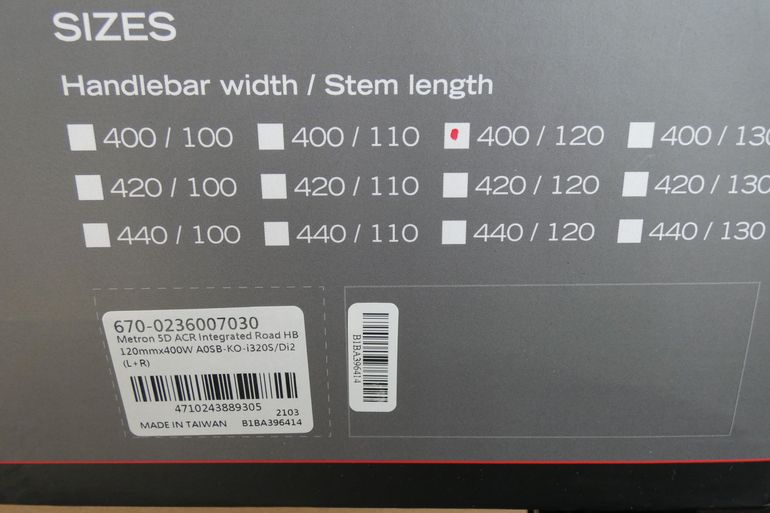 SIZES
Handlebar width / Stem length
400 / 100 400 / 110 400 / 120 400 / 130
420 / 100 420 / 110 420 / 120 420 / 130
440 / 100 440 / 110 440 / 120 440 / 130
670-0236007030
Metron 5D ACR Integrated Road HB
120mmx400W A0SB-KO-i320S/Di2
(L+R)
4710243889305
2103
MADE IN TAIWAN B1BA396414
B1BA396414